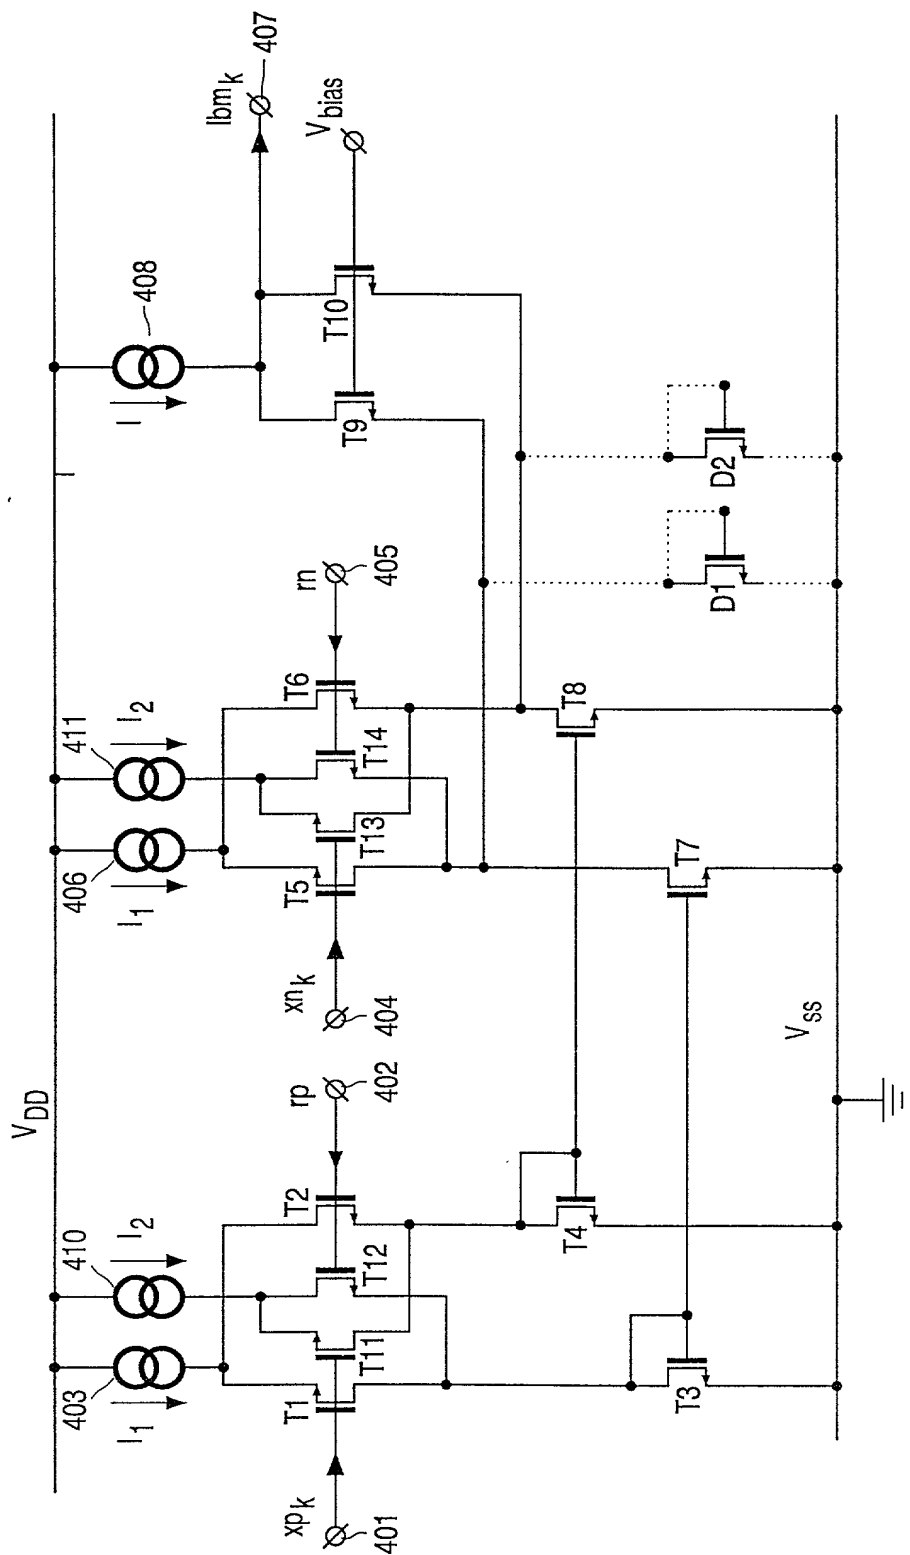 VDD
403
I1
410
I2
406
I1
411
I2
I
408
Ibmk
407
Vbias
xpk
401
T1
T11
T12
T2
rp
402
xnk
404
T5
T13
T14
T6
rn
405
T9
T10
T3
T4
T7
T8
D1
D2
Vss